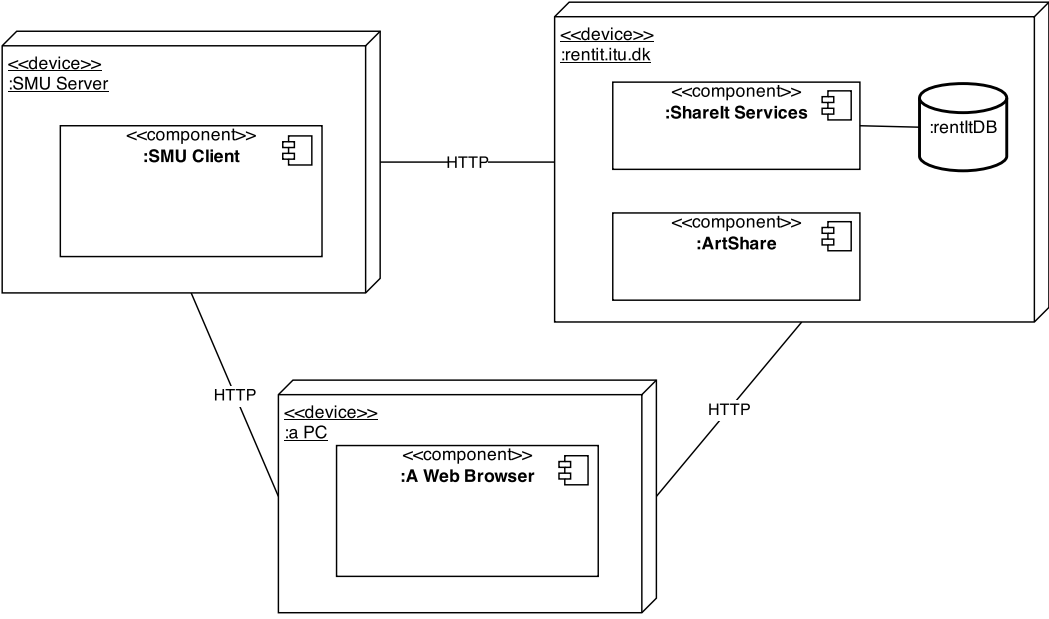 <<device>>
:SMU Server
<<component>>
:SMU Client
HTTP
<<device>>
:rentit.itu.dk
<<component>>
:ShareIt Services
:rentItDB
<<component>>
:ArtShare
HTTP
HTTP
<<device>>
:a PC
<<component>>
:A Web Browser